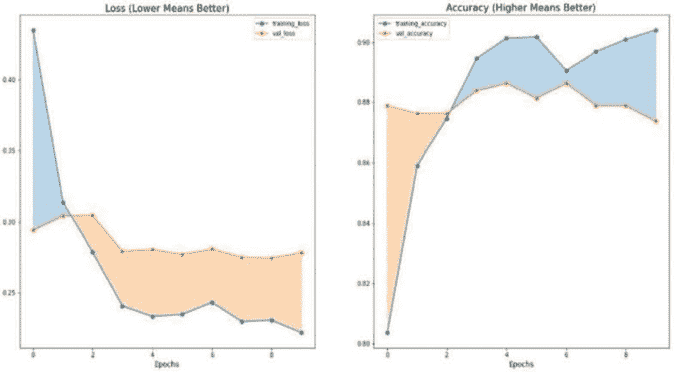 Loss (Lower Means Better)
training_loss
val_loss
0.40
0.35
0.30
0.25
0 2 4 6 8
Epochs
Accuracy (Higher Means Better)
training_accuracy
val_accuracy
0.90
0.88
0.86
0.84
0.82
0.80
0 2 4 6 8
Epochs